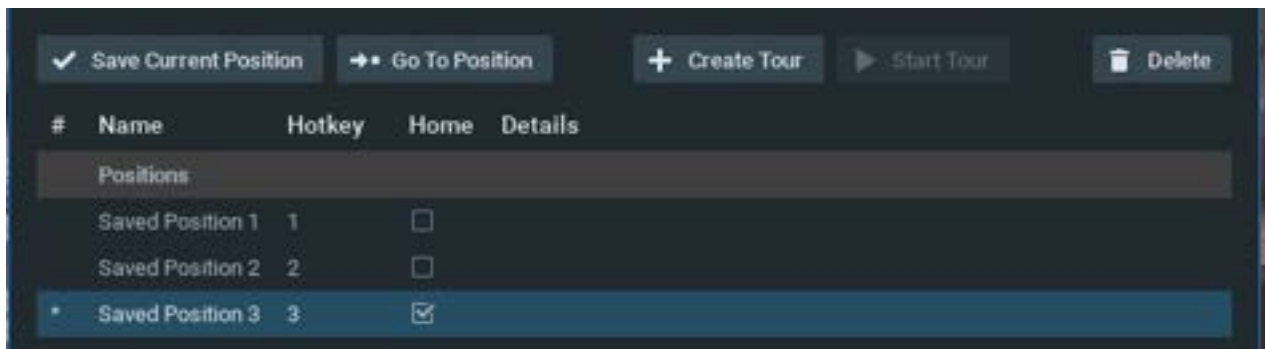 Save Current Position Go To Position Create Tour Start Tour Delete
# Name Hotkey Home Details
Positions
Saved Position 1 1
Saved Position 2 2
* Saved Position 3 3